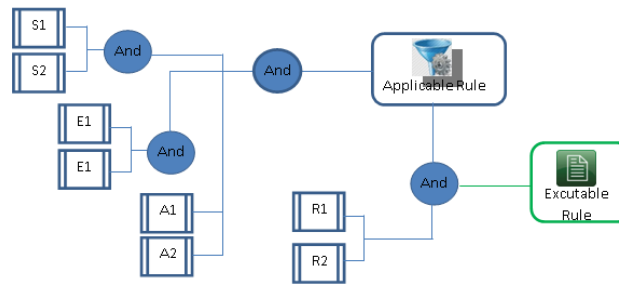 S1
And
S2
And
Applicable Rule
E1
E1
And
A1
A2
And
R1
R2
Excutable
Rule